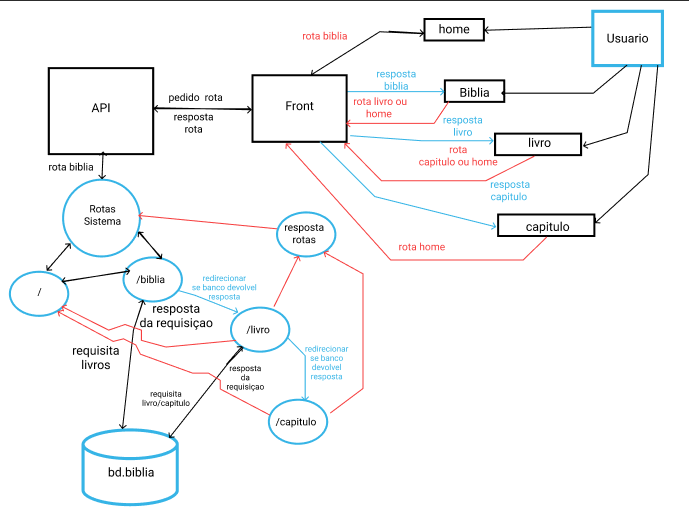 home
Usuario
rota biblia
resposta
biblia
Biblia
API
pedido rota
resposta
rota
Front
rota livro ou
home
resposta
livro
livro
rota
capitulo ou home
resposta
capitulo
capitulo
rota home
rota biblia
Rotas
Sistema
resposta
rotas
/
/biblia
redirecionar
se banco devolvel
resposta
resposta
da requisiçao
/livro
requisita
livros
redirecionar
se banco
devolvel
resposta
resposta
da
requisiçao
requisita
livro/capitulo
/capitulo
bd.biblia